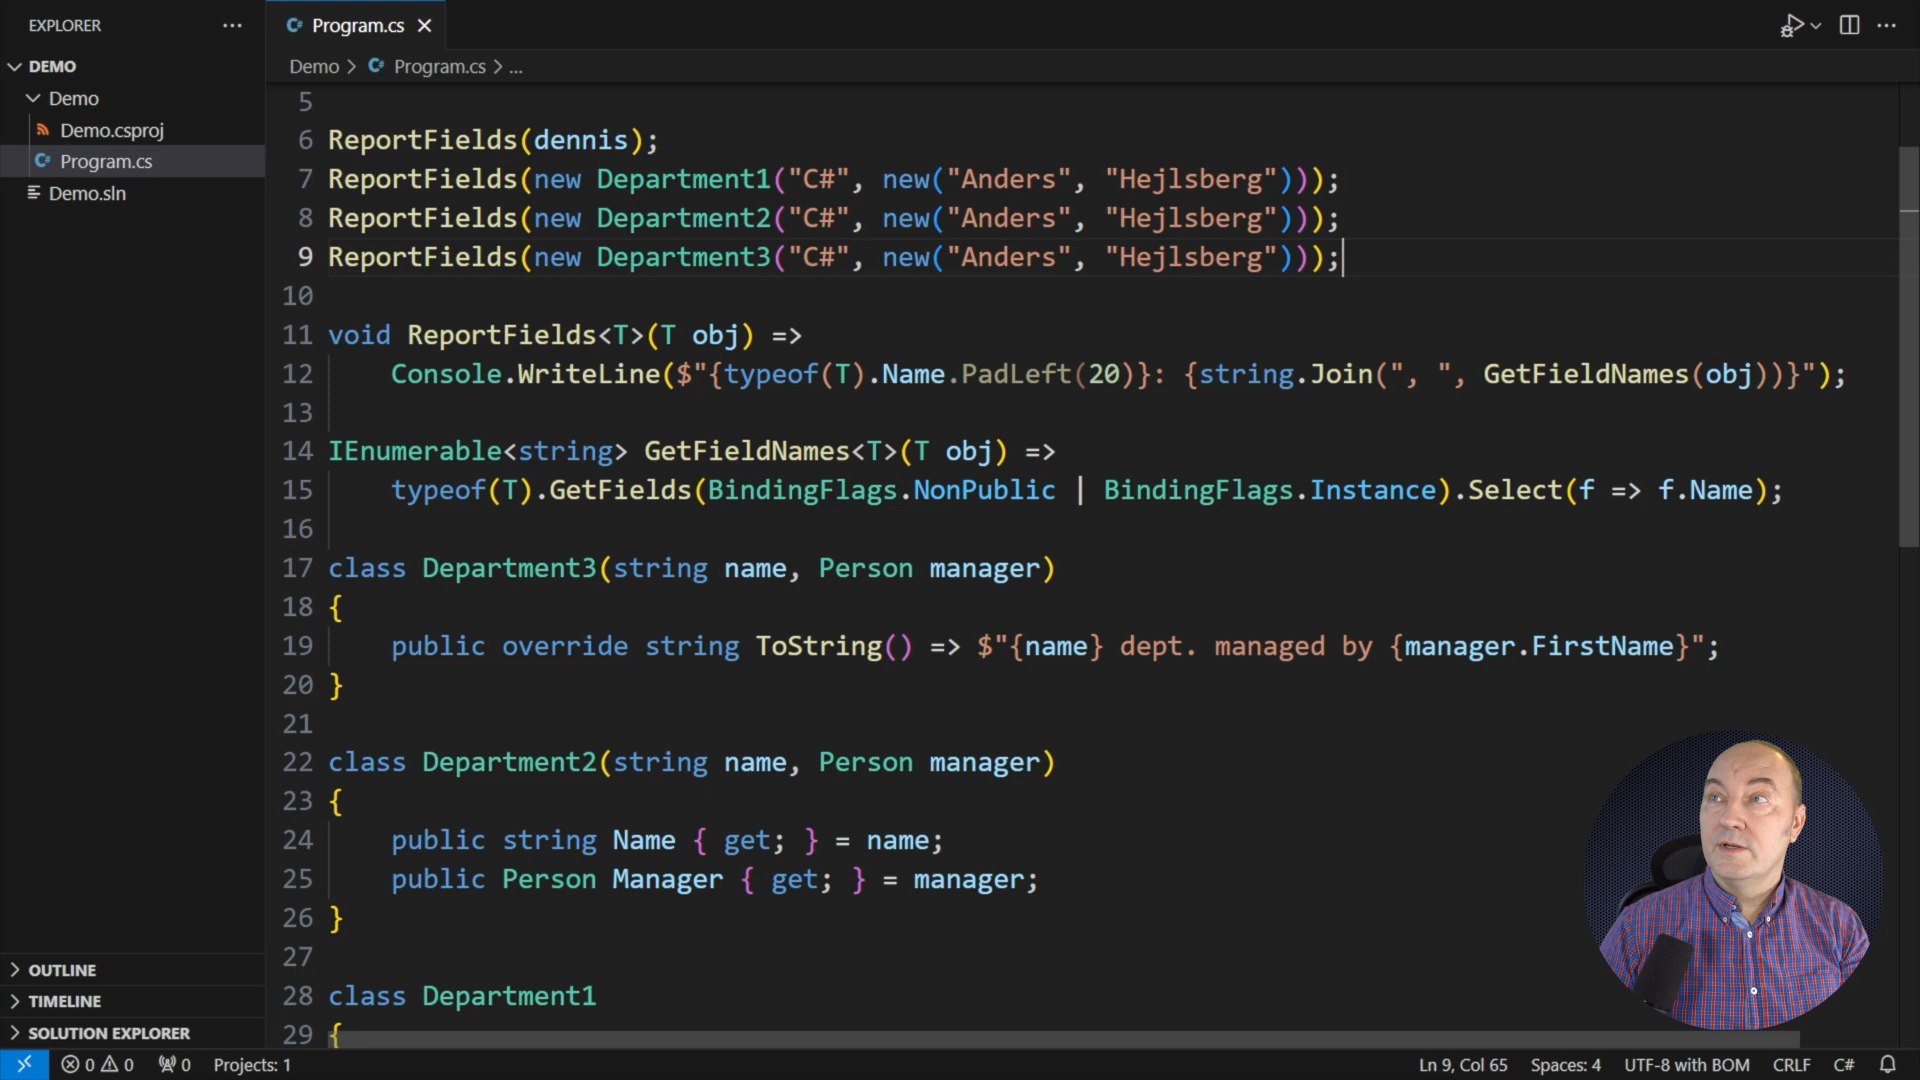 EXPLORER
DEMO
Demo
Demo.csproj
Program.cs
Demo.sln
OUTLINE
TIMELINE
SOLUTION EXPLORER
Program.cs
Demo > Program.cs > ...
5
6 ReportFields(dennis);
7 ReportFields(new Department1("C#", new("Anders", "Hejlsberg")));
8 ReportFields(new Department2("C#", new("Anders", "Hejlsberg")));
9 ReportFields(new Department3("C#", new("Anders", "Hejlsberg")));
10
11 void ReportFields<T>(T obj) =>
12     Console.WriteLine($"{typeof(T).Name.PadLeft(20)}: {string.Join(", ", GetFieldNames(obj))}");
13
14 IEnumerable<string> GetFieldNames<T>(T obj) =>
15     typeof(T).GetFields(BindingFlags.NonPublic | BindingFlags.Instance).Select(f => f.Name);
16
17 class Department3(string name, Person manager)
18 {
19     public override string ToString() => $"{name} dept. managed by {manager.FirstName}";
20 }
21
22 class Department2(string name, Person manager)
23 {
24     public string Name { get; } = name;
25     public Person Manager { get; } = manager;
26 }
27
28 class Department1
29 {
0 0 0 Projects: 1 Ln 9, Col 65 Spaces: 4 UTF-8 with BOM CRLF C#